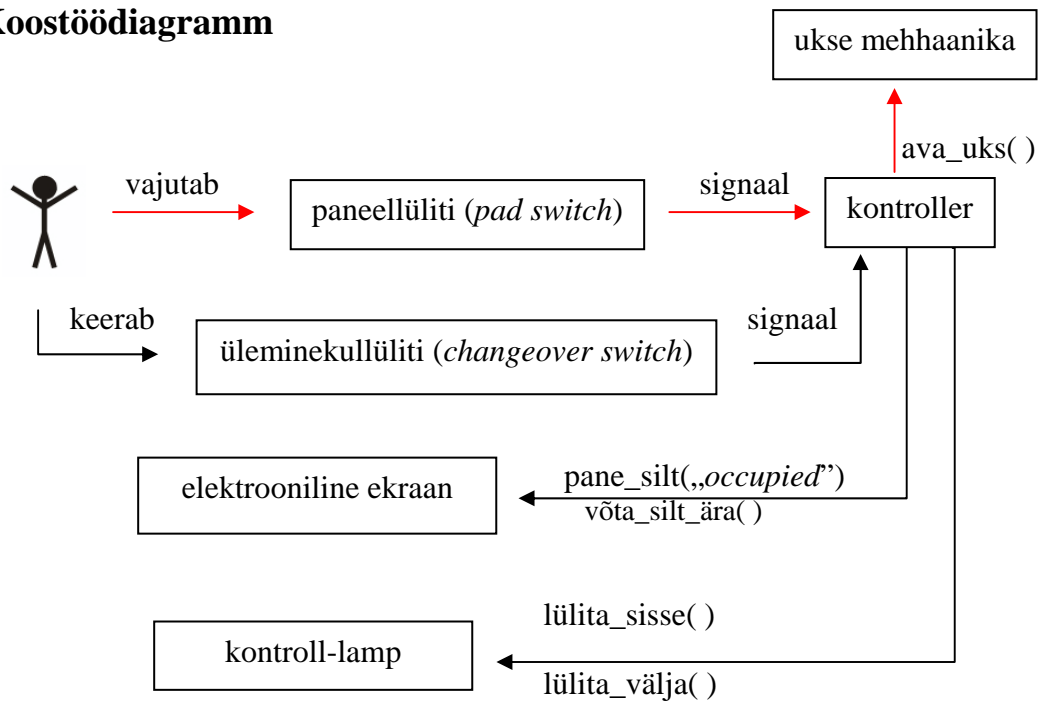 Koostöödiagramm
ukse mehhaanika
ava_uks( )
vajutab
paneellüliti (pad switch)
signaal
kontroller
keerab
üleminekullüliti (changeover switch)
signaal
elektrooniline ekraan
pane_silt(„occupied”)
võta_silt_ära( )
lülita_sisse( )
kontroll-lamp
lülita_välja( )